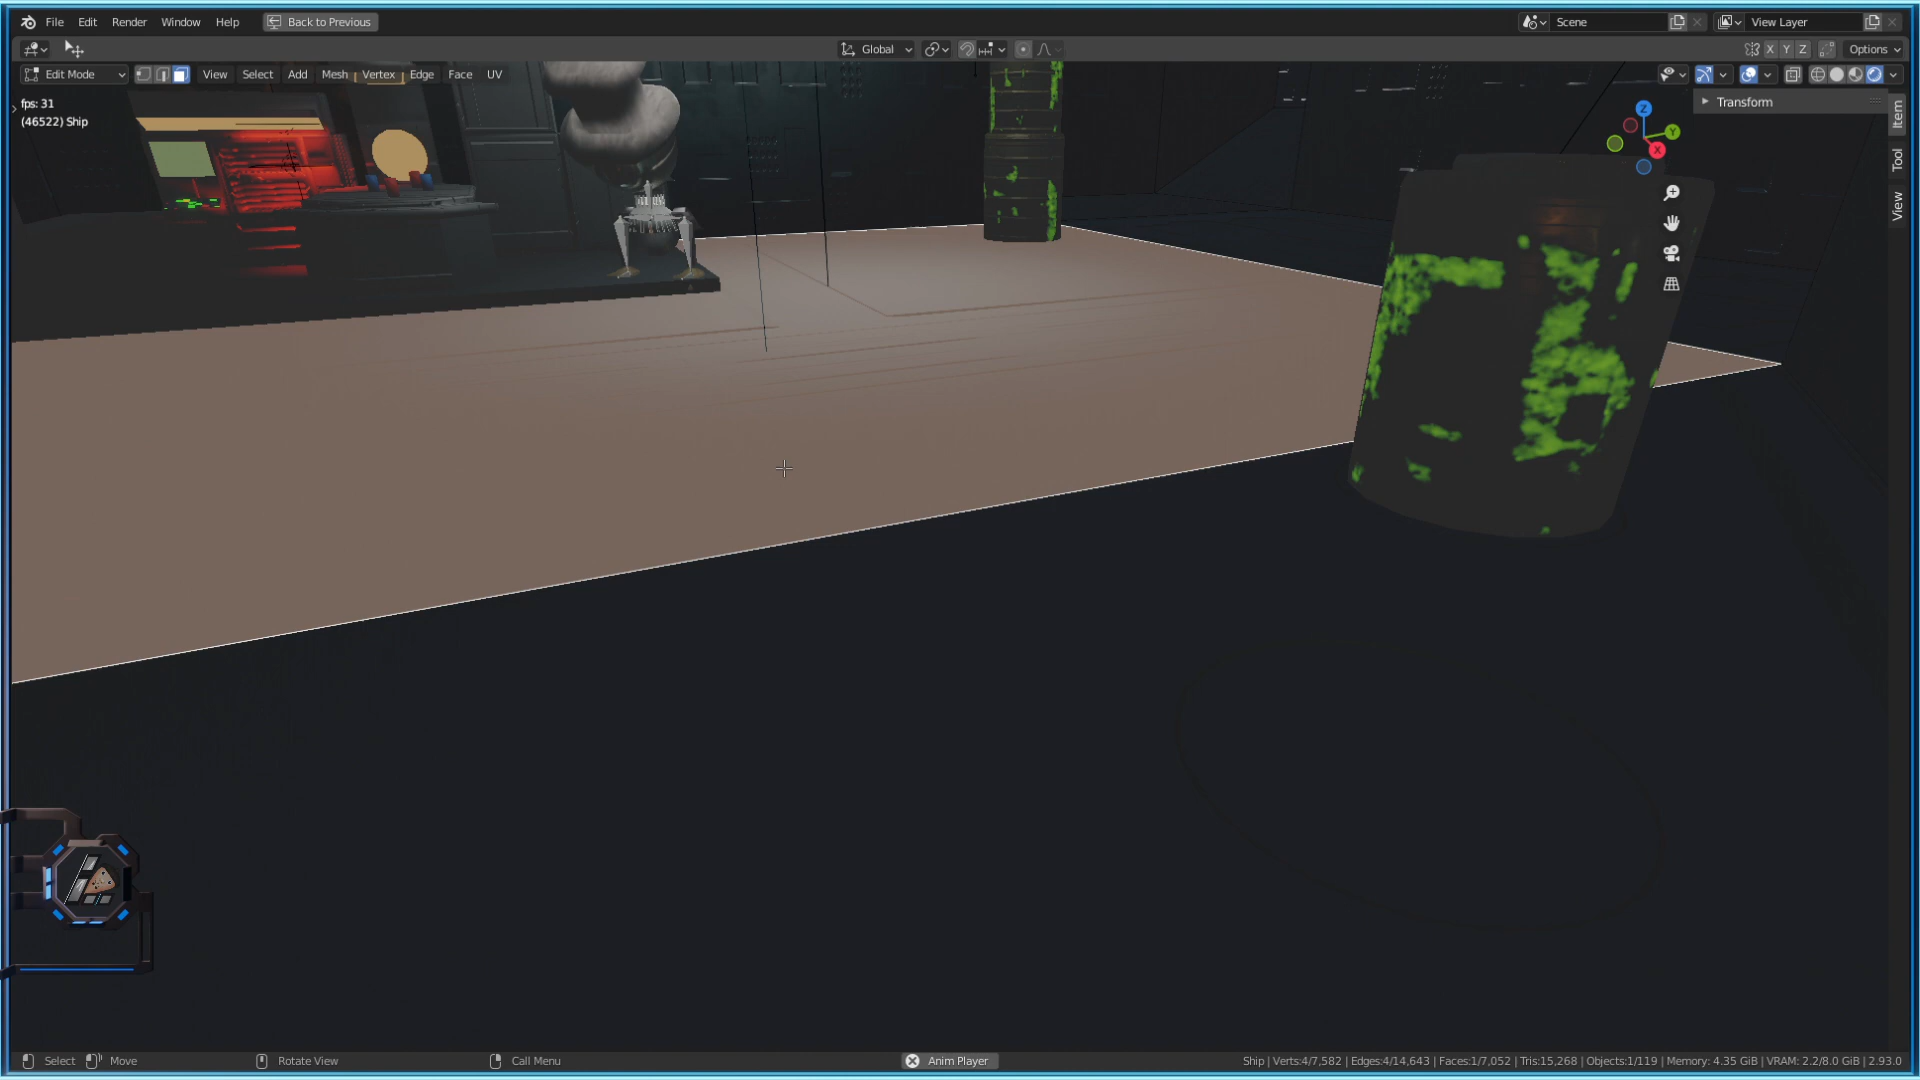 File Edit Render Window Help Back to Previous Scene View Layer
Global X Y Z Options
Edit Mode View Select Add Mesh Vertex Edge Face UV
fps: 31
(46522) Ship
Transform
Item
Tool
View
Z
Y
X
Select Move Rotate View Call Menu Anim Player Ship | Verts:4/7,582 | Edges:4/14,643 | Faces:1/7,052 | Tris:15,268 | Objects:1/119 | Memory: 4.35 GiB | VRAM: 2.2/8.0 GiB | 2.93.0